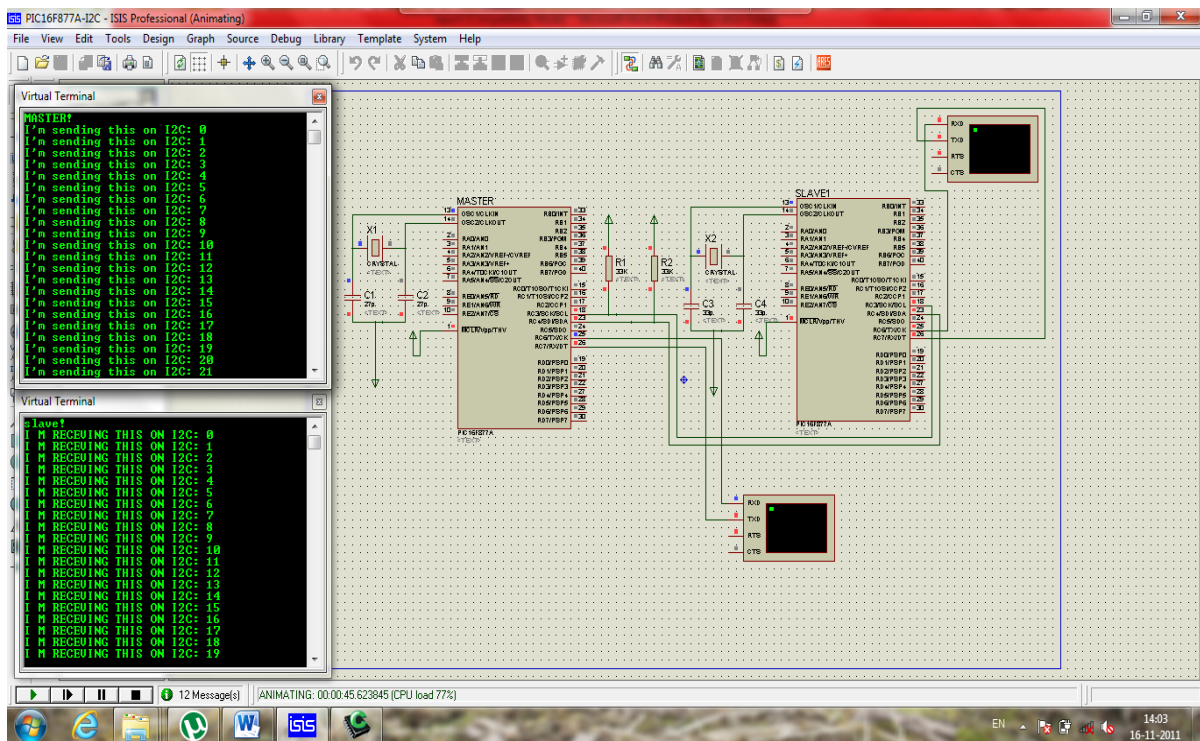 PIC16F877A-I2C - ISIS Professional (Animating)
File View Edit Tools Design Graph Source Debug Library Template System Help
Virtual Terminal
MASTER!
I'm sending this on I2C: 0
I'm sending this on I2C: 1
I'm sending this on I2C: 2
I'm sending this on I2C: 3
I'm sending this on I2C: 4
I'm sending this on I2C: 5
I'm sending this on I2C: 6
I'm sending this on I2C: 7
I'm sending this on I2C: 8
I'm sending this on I2C: 9
I'm sending this on I2C: 10
I'm sending this on I2C: 11
I'm sending this on I2C: 12
I'm sending this on I2C: 13
I'm sending this on I2C: 14
I'm sending this on I2C: 15
I'm sending this on I2C: 16
I'm sending this on I2C: 17
I'm sending this on I2C: 18
I'm sending this on I2C: 19
I'm sending this on I2C: 20
I'm sending this on I2C: 21
Virtual Terminal
slave!
I M RECEUING THIS ON I2C: 0
I M RECEUING THIS ON I2C: 1
I M RECEUING THIS ON I2C: 2
I M RECEUING THIS ON I2C: 3
I M RECEUING THIS ON I2C: 4
I M RECEUING THIS ON I2C: 5
I M RECEUING THIS ON I2C: 6
I M RECEUING THIS ON I2C: 7
I M RECEUING THIS ON I2C: 8
I M RECEUING THIS ON I2C: 9
I M RECEUING THIS ON I2C: 10
I M RECEUING THIS ON I2C: 11
I M RECEUING THIS ON I2C: 12
I M RECEUING THIS ON I2C: 13
I M RECEUING THIS ON I2C: 14
I M RECEUING THIS ON I2C: 15
I M RECEUING THIS ON I2C: 16
I M RECEUING THIS ON I2C: 17
I M RECEUING THIS ON I2C: 18
I M RECEUING THIS ON I2C: 19
MASTER
X1
CRYSTAL
<TEXT>
C1
27p
C2
27p
PIC16F877A
<TEXT>
R1
33K
<TEXT>
R2
33K
<TEXT>
X2
CRYSTAL
<TEXT>
C3
33p
C4
33p
SLAVE1
PIC16F877A
<TEXT>
RXD
TXD
RTS
CTS
RXD
TXD
RTS
CTS
12 Message(s)
ANIMATING: 00:00:45.623845 (CPU load 77%)
isis
EN
14:03
16-11-2011